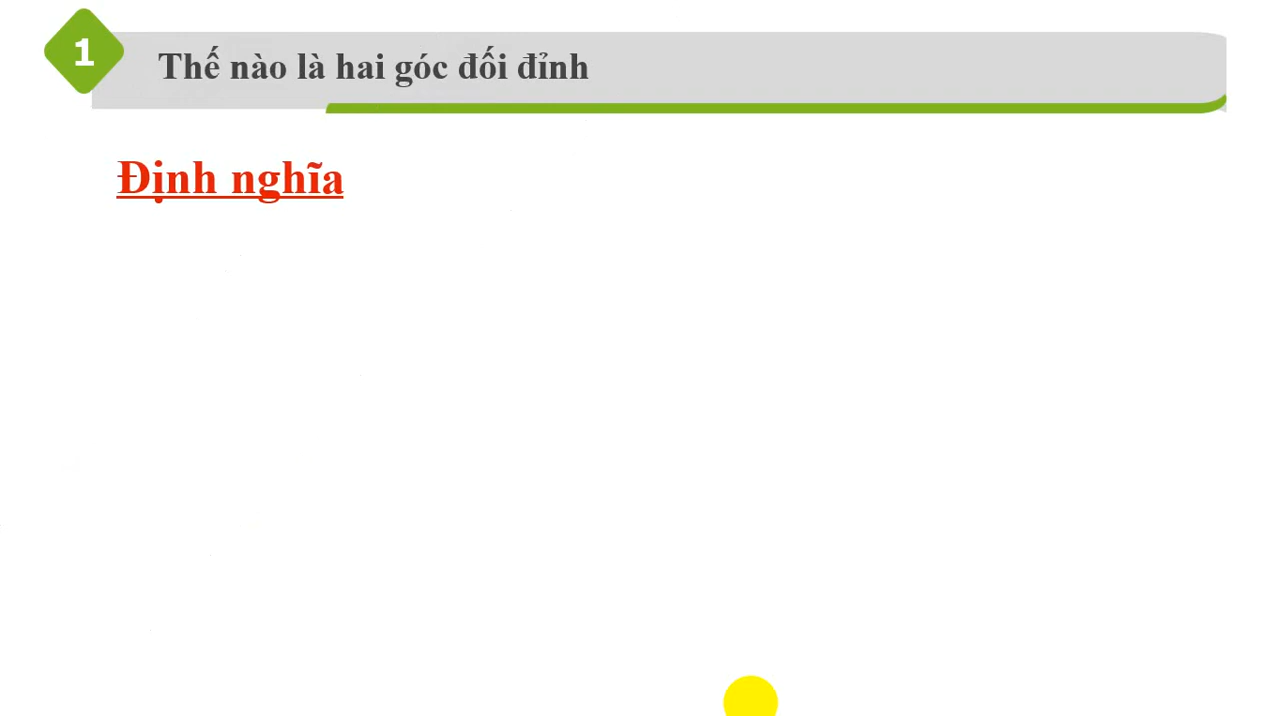 1
Thế nào là hai góc đối đỉnh
Định nghĩa